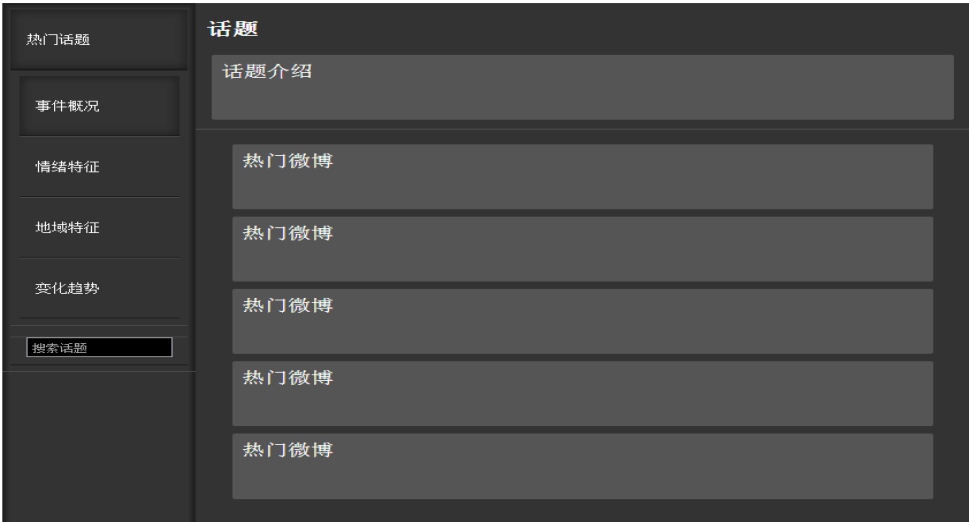 热门话题
事件概况
情绪特征
地域特征
变化趋势
搜索话题
话题
话题介绍
热门微博
热门微博
热门微博
热门微博
热门微博